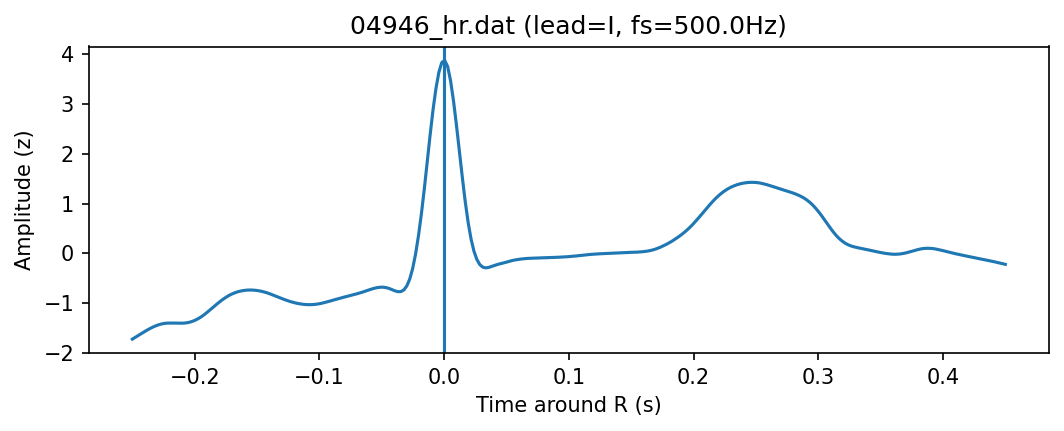 04946_hr.dat (lead=I, fs=500.0Hz)
Amplitude (z)
4
3
2
1
0
−1
−2
−0.2 −0.1 0.0 0.1 0.2 0.3 0.4
Time around R (s)